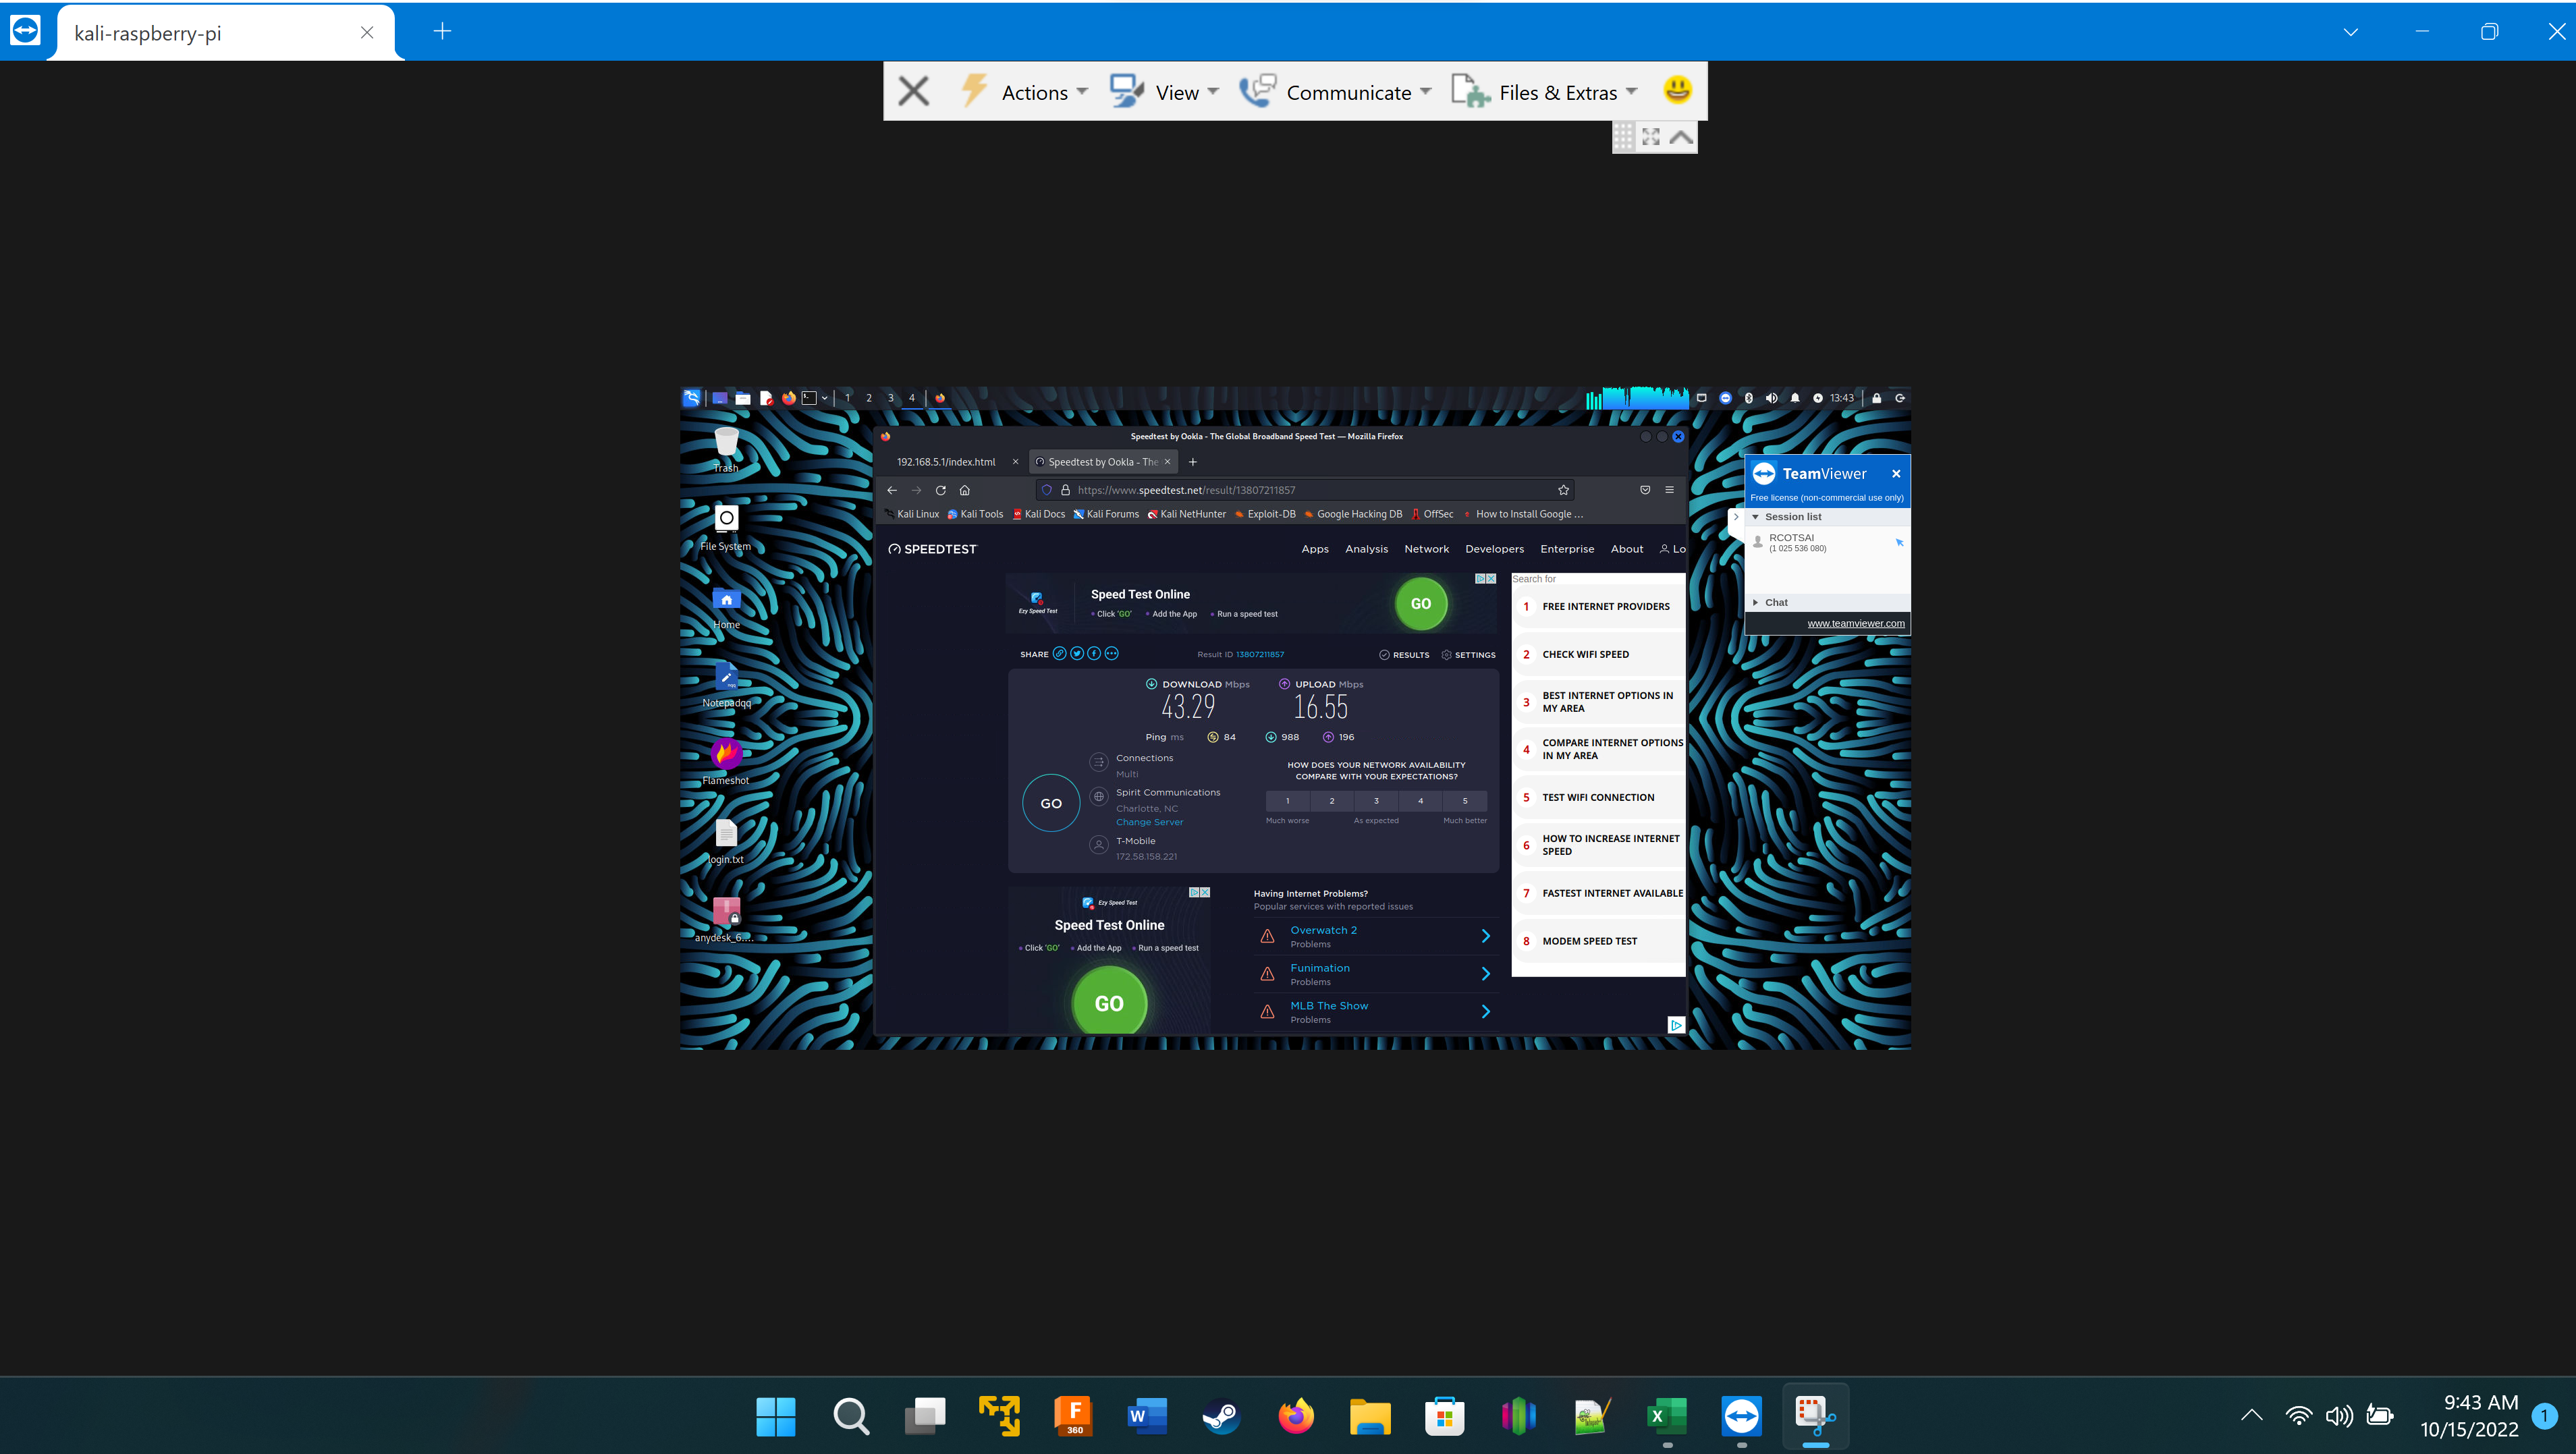 kali-raspberry-pi
Actions View Communicate Files & Extras
1 2 3 4 13:43
Trash
File System
Home
Notepadqq
Flameshot
login.txt
anydesk_6....
Speedtest by Ookla - The Global Broadband Speed Test — Mozilla Firefox
192.168.5.1/index.html Speedtest by Ookla - The
https://www.speedtest.net/result/13807211857
Kali Linux Kali Tools Kali Docs Kali Forums Kali NetHunter Exploit-DB Google Hacking DB OffSec How to Install Google ...
SPEEDTEST
Apps Analysis Network Developers Enterprise About Lo
Ezy Speed Test
Speed Test Online
• Click 'GO' • Add the App • Run a speed test
GO
SHARE Result ID 13807211857 RESULTS SETTINGS
DOWNLOAD Mbps UPLOAD Mbps
43.29 16.55
Ping ms 84 988 196
GO
Connections
Multi
Spirit Communications
Charlotte, NC
Change Server
T-Mobile
172.58.158.221
HOW DOES YOUR NETWORK AVAILABILITY
COMPARE WITH YOUR EXPECTATIONS?
1 2 3 4 5
Much worse As expected Much better
Ezy Speed Test
Speed Test Online
• Click 'GO' • Add the App • Run a speed test
GO
Having Internet Problems?
Popular services with reported issues
Overwatch 2
Problems
Funimation
Problems
MLB The Show
Problems
Search for
1 FREE INTERNET PROVIDERS
2 CHECK WIFI SPEED
3 BEST INTERNET OPTIONS IN
MY AREA
4 COMPARE INTERNET OPTIONS
IN MY AREA
5 TEST WIFI CONNECTION
6 HOW TO INCREASE INTERNET
SPEED
7 FASTEST INTERNET AVAILABLE
8 MODEM SPEED TEST
TeamViewer
Free license (non-commercial use only)
Session list
RCOTSAI
(1 025 536 080)
Chat
www.teamviewer.com
F
360
W
X
9:43 AM
10/15/2022
1